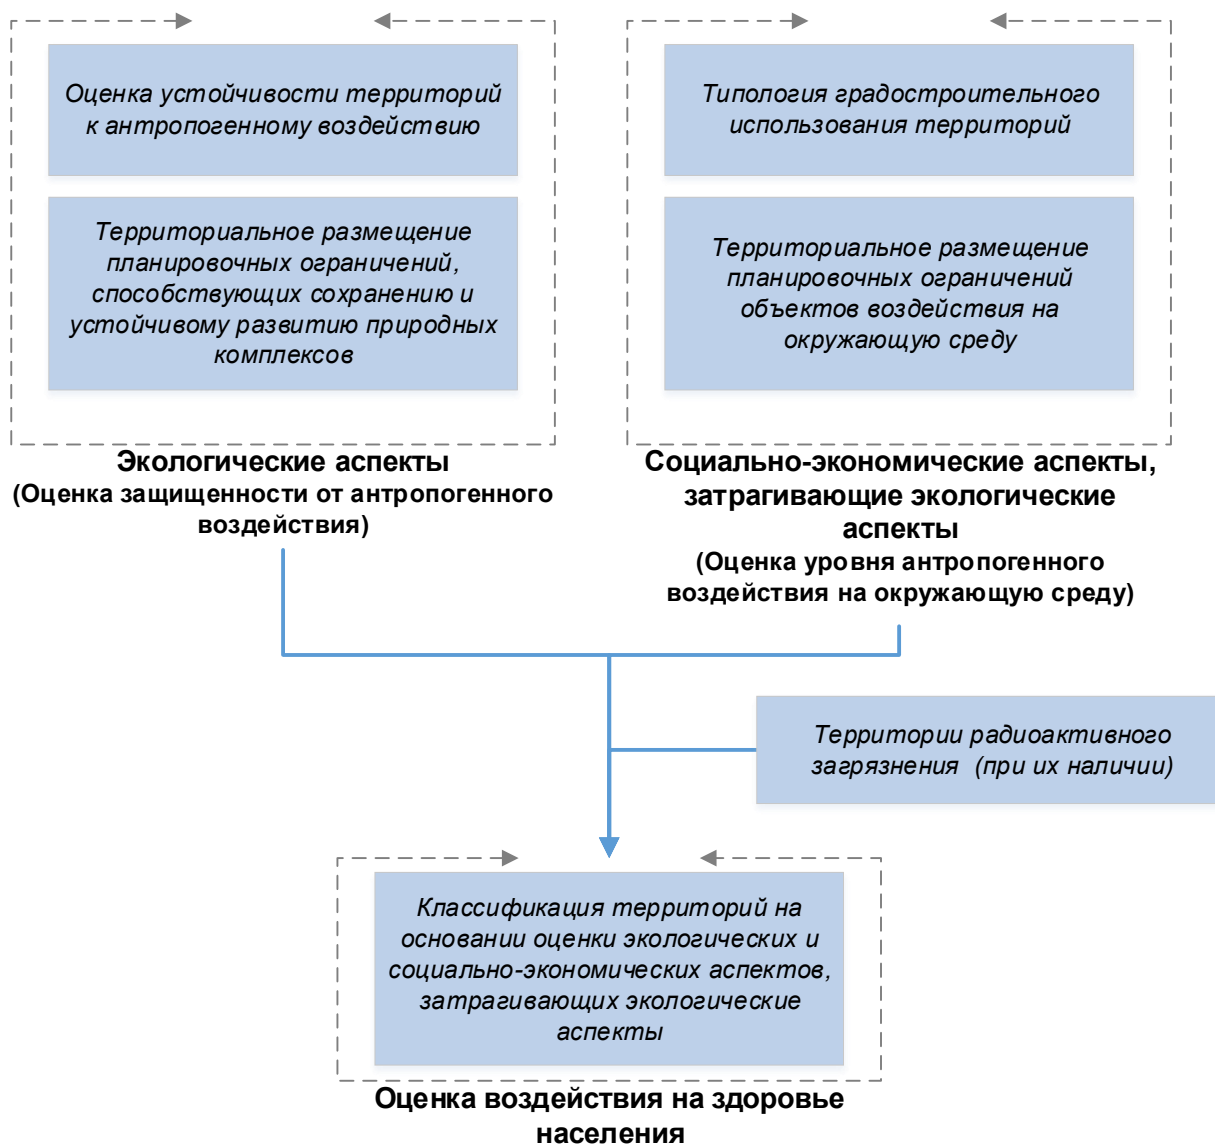 Оценка устойчивости территорий
к антропогенному воздействию
Территориальное размещение
планировочных ограничений,
способствующих сохранению и
устойчивому развитию природных
комплексов
Экологические аспекты
(Оценка защищенности от антропогенного
воздействия)
Типология градостроительного
использования территорий
Территориальное размещение
планировочных ограничений
объектов воздействия на
окружающую среду
Социально-экономические аспекты,
затрагивающие экологические
аспекты
(Оценка уровня антропогенного
воздействия на окружающую среду)
Территории радиоактивного
загрязнения (при их наличии)
Классификация территорий на
основании оценки экологических и
социально-экономических аспектов,
затрагивающих экологические
аспекты
Оценка воздействия на здоровье
населения